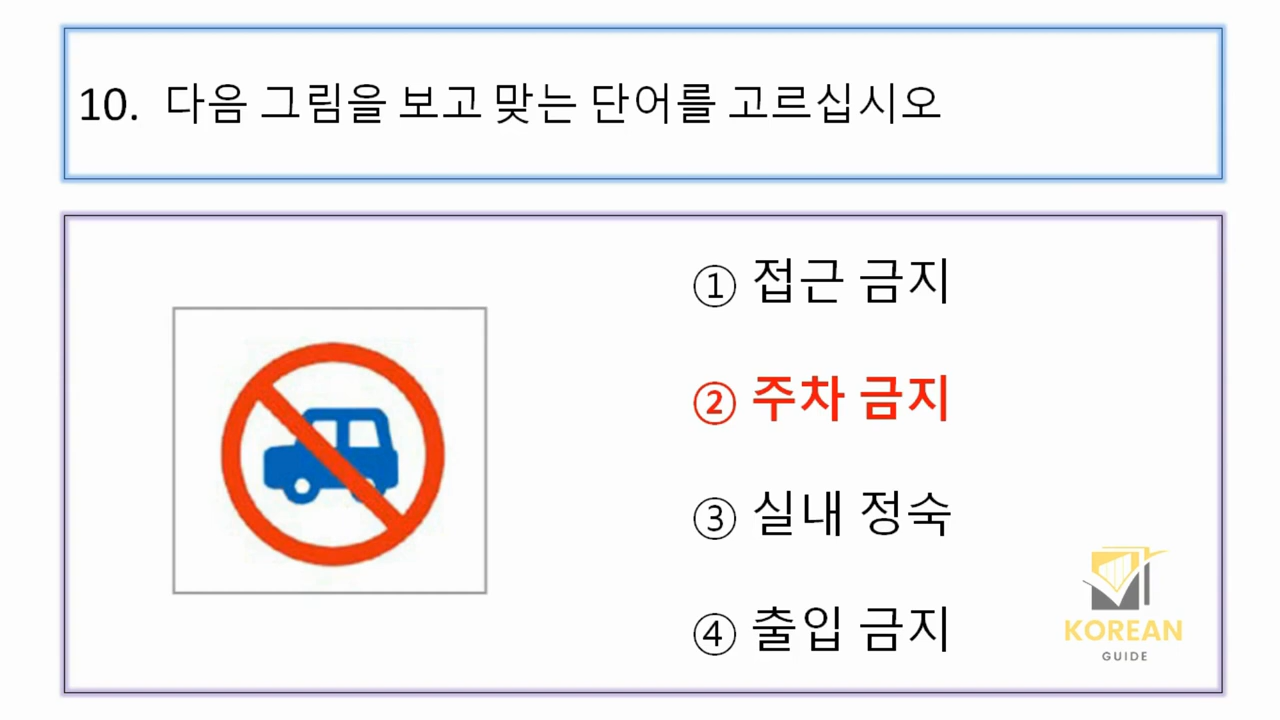 10. 다음 그림을 보고 맞는 단어를 고르십시오
① 접근 금지
② 주차 금지
③ 실내 정숙
④ 출입 금지
KOREAN
GUIDE